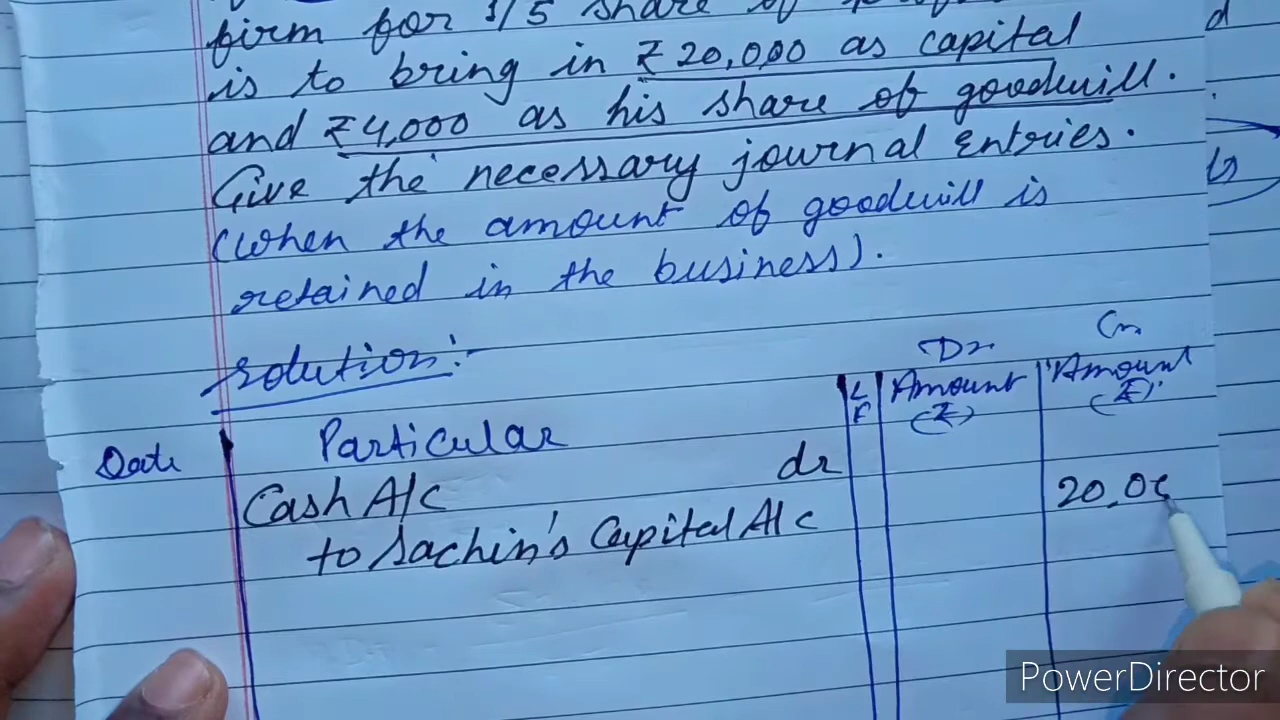 firm for 1/5 share of
is to bring in ₹20,000 as capital
and ₹4,000 as his share of goodwill.
Give the necessary journal Entries.
(when the amount of goodwill is
retained in the business).
Solution:-
Dr. Cr
Date Particular L F Amount (₹) Amount (₹)
Cash A/c dr
to Sachin's Capital A/c 20,00
PowerDirector